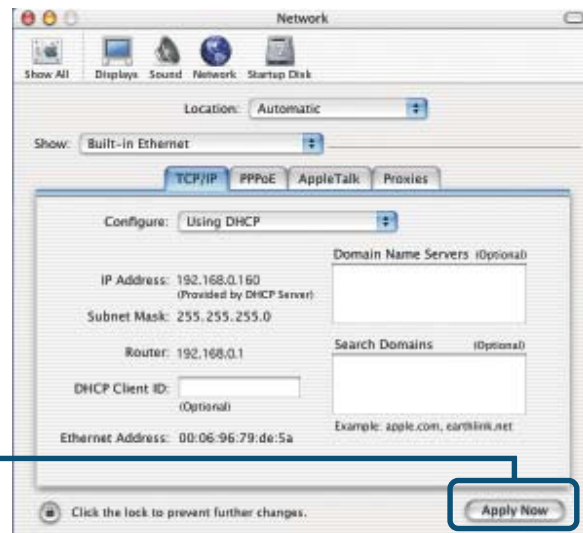 Network
Show All Displays Sound Network Startup Disk
Location: Automatic
Show: Built-in Ethernet
TCP/IP PPPoE AppleTalk Proxies
Configure: Using DHCP
Domain Name Servers (Optional)
IP Address: 192.168.0.160
(Provided by DHCP Server)
Subnet Mask: 255.255.255.0
Router: 192.168.0.1
Search Domains (Optional)
DHCP Client ID:
(Optional)
Example: apple.com, earthlink.net
Ethernet Address: 00:06:96:79:de:5a
Click the lock to prevent further changes.
Apply Now